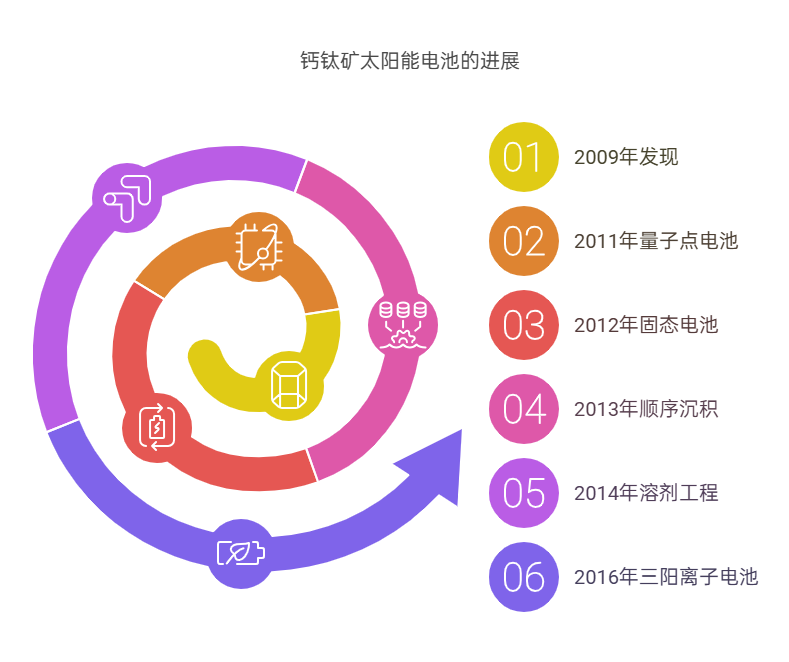 钙钛矿太阳能电池的进展
01
2009年发现
02
2011年量子点电池
03
2012年固态电池
04
2013年顺序沉积
05
2014年溶剂工程
06
2016年三阳离子电池